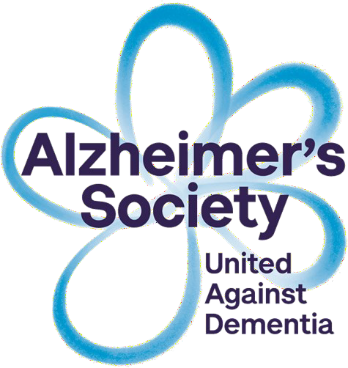 Alzheimer's
Society
United
Against
Dementia